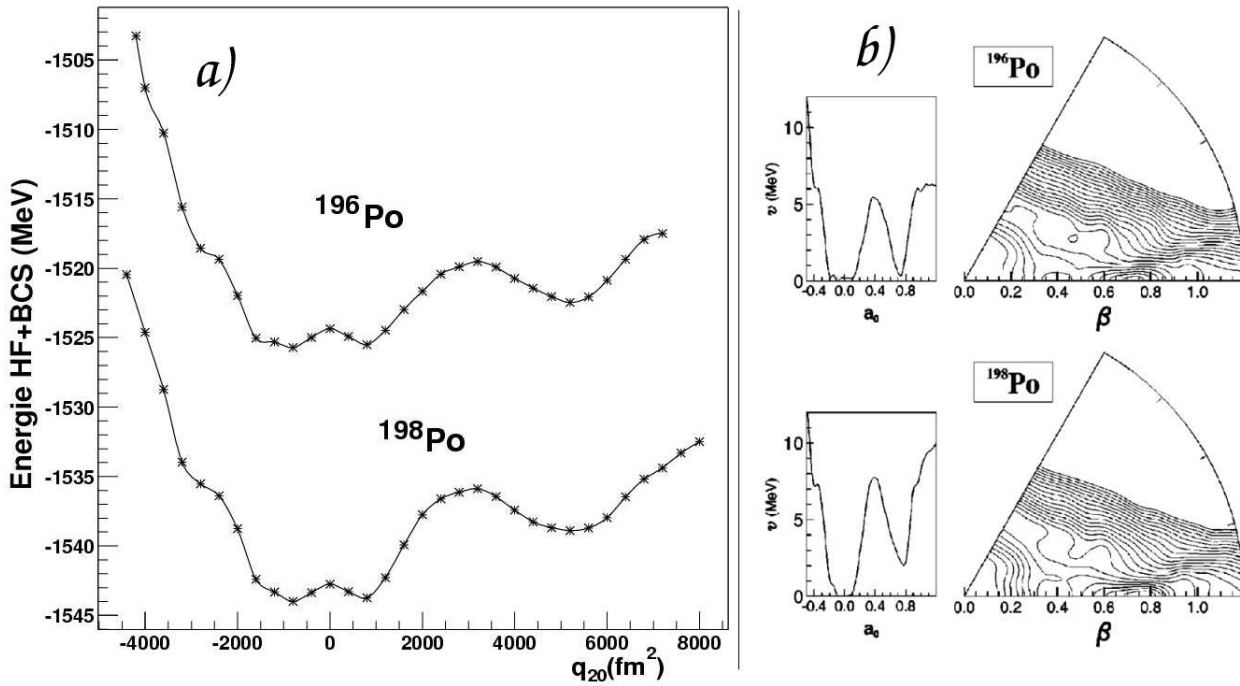 a)
Energie HF+BCS (MeV)
-1505
-1510
-1515
-1520
-1525
-1530
-1535
-1540
-1545
196Po
198Po
-4000 -2000 0 2000 4000 6000 8000
q20(fm2)
b)
196Po
v (MeV)
10
5
0
-0.4 0.0 0.4 0.8
a0
0.0 0.2 0.4 0.6 0.8 1.0
β
198Po
v (MeV)
10
5
0
-0.4 0.0 0.4 0.8
a0
0.0 0.2 0.4 0.6 0.8 1.0
β